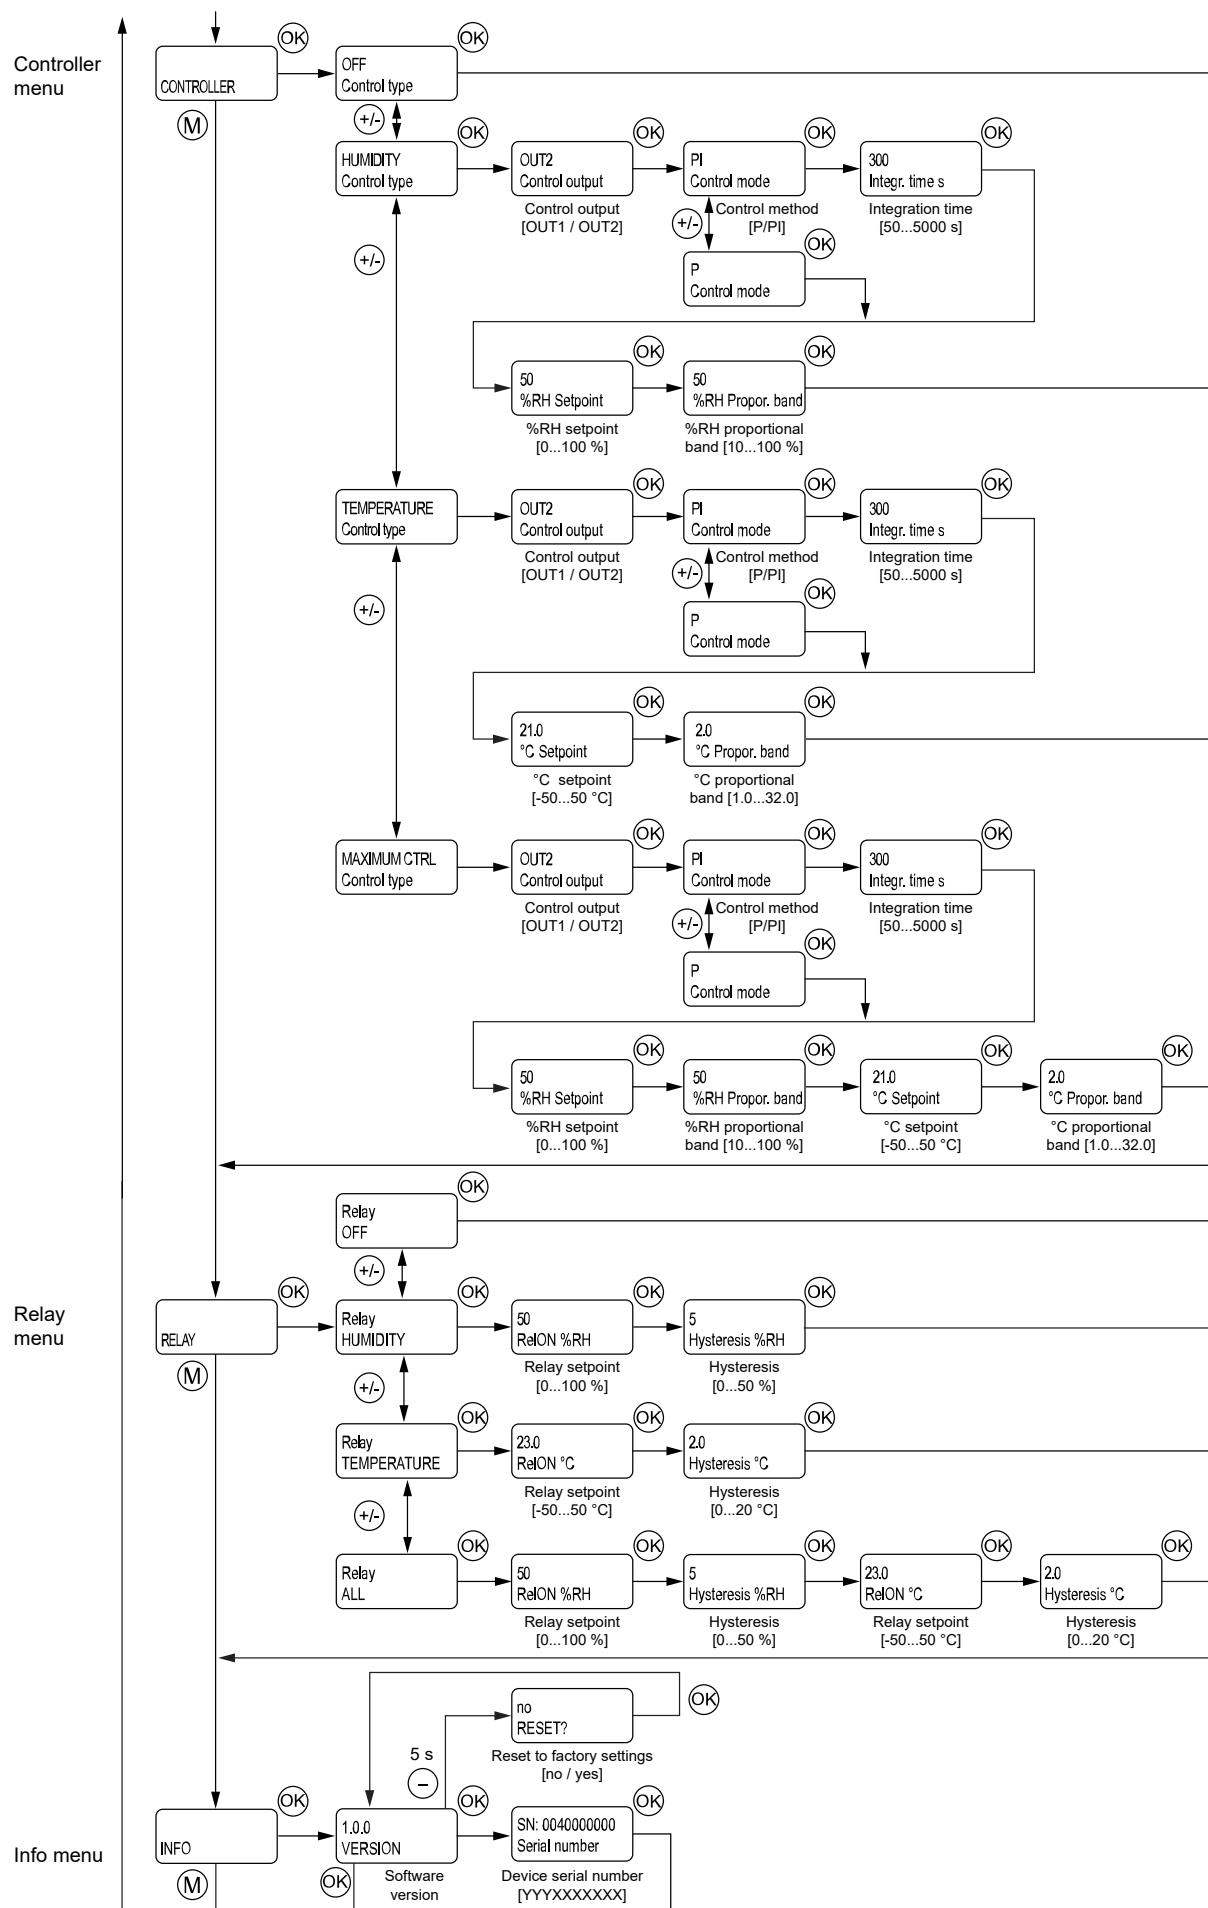 OK
OK
Controller
menu
CONTROLLER
OFF
Control type
M
+/-
OK
OK
OK
OK
HUMIDITY
Control type
OUT2
Control output
PI
Control mode
300
Integr. time s
Control output
[OUT1 / OUT2]
+/-
Control method
[P/PI]
Integration time
[50...5000 s]
+/-
OK
P
Control mode
OK
OK
50
%RH Setpoint
50
%RH Propor. band
%RH setpoint
[0...100 %]
%RH proportional
band [10...100 %]
OK
OK
OK
TEMPERATURE
Control type
OUT2
Control output
PI
Control mode
300
Integr. time s
Control output
[OUT1 / OUT2]
+/-
Control method
[P/PI]
Integration time
[50...5000 s]
+/-
OK
P
Control mode
OK
OK
21.0
°C Setpoint
2.0
°C Propor. band
°C setpoint
[-50...50 °C]
°C proportional
band [1.0...32.0]
OK
OK
OK
MAXIMUM CTRL
Control type
OUT2
Control output
PI
Control mode
300
Integr. time s
Control output
[OUT1 / OUT2]
+/-
Control method
[P/PI]
Integration time
[50...5000 s]
OK
P
Control mode
OK
OK
OK
OK
50
%RH Setpoint
50
%RH Propor. band
21.0
°C Setpoint
2.0
°C Propor. band
%RH setpoint
[0...100 %]
%RH proportional
band [10...100 %]
°C setpoint
[-50...50 °C]
°C proportional
band [1.0...32.0]
OK
Relay
OFF
+/-
OK
OK
OK
OK
Relay
menu
RELAY
Relay
HUMIDITY
50
RelON %RH
5
Hysteresis %RH
M
Relay setpoint
[0...100 %]
Hysteresis
[0...50 %]
+/-
OK
OK
OK
Relay
TEMPERATURE
23.0
RelON °C
2.0
Hysteresis °C
Relay setpoint
[-50...50 °C]
Hysteresis
[0...20 °C]
+/-
OK
OK
OK
OK
OK
Relay
ALL
50
RelON %RH
5
Hysteresis %RH
23.0
RelON °C
2.0
Hysteresis °C
Relay setpoint
[0...100 %]
Hysteresis
[0...50 %]
Relay setpoint
[-50...50 °C]
Hysteresis
[0...20 °C]
OK
no
RESET?
Reset to factory settings
[no / yes]
5 s
–
OK
OK
OK
Info menu
INFO
1.0.0
VERSION
SN: 0040000000
Serial number
M
OK
Software
version
Device serial number
[YYYXXXXXXX]